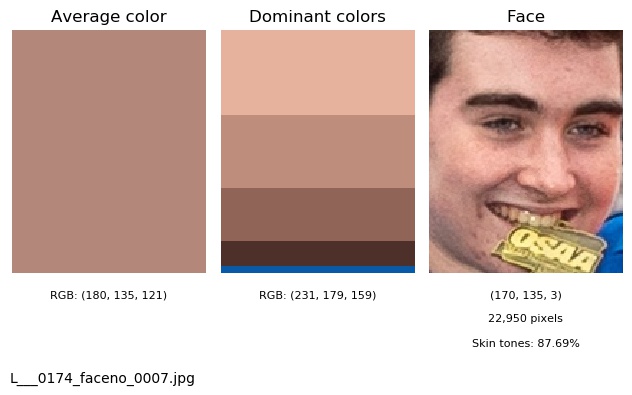 Average color
Dominant colors
Face
OSAA
RGB: (180, 135, 121)
RGB: (231, 179, 159)
(170, 135, 3)
22,950 pixels
Skin tones: 87.69%
L___0174_faceno_0007.jpg